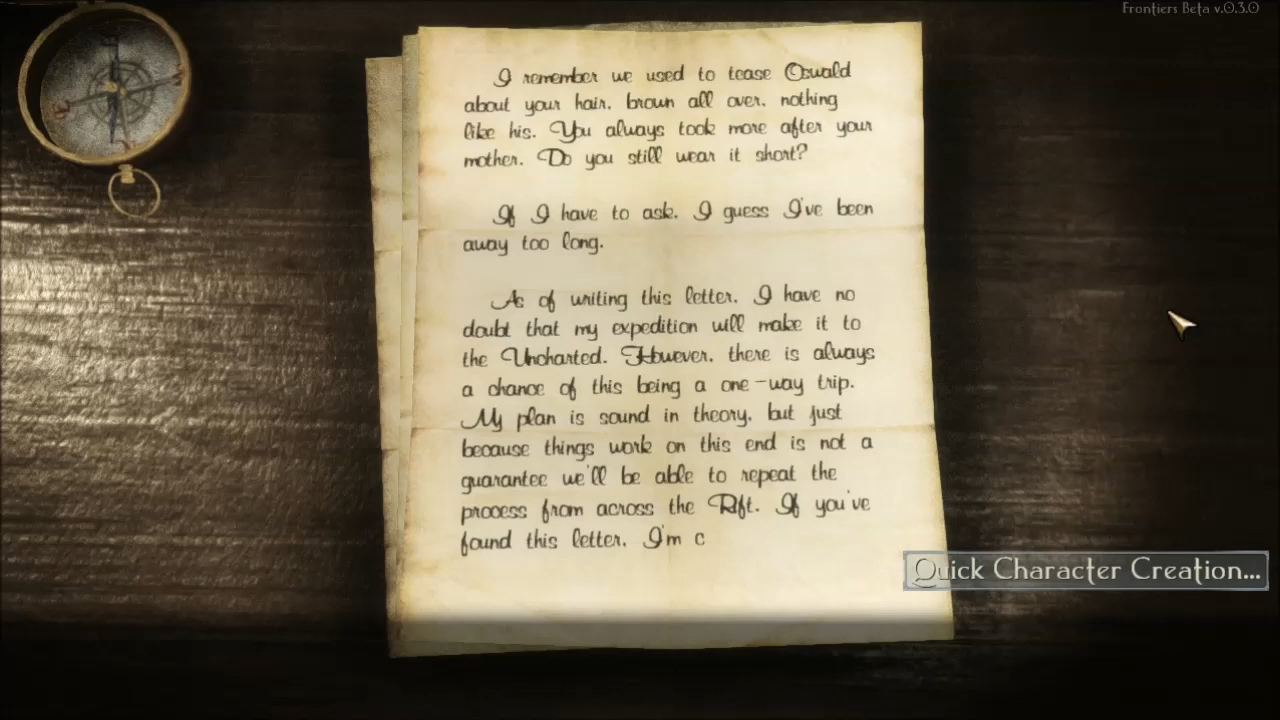 Frontiers Beta v.0.3.0
I remember we used to tease Oswald
about your hair, brown all over, nothing
like his. You always took more after your
mother. Do you still wear it short?
If I have to ask, I guess I've been
away too long.
As of writing this letter, I have no
doubt that my expedition will make it to
the Uncharted. However, there is always
a chance of this being a one-way trip.
My plan is sound in theory, but just
because things work on this end is not a
guarantee we'll be able to repeat the
process from across the Rift. If you've
found this letter, I'm c
Quick Character Creation...